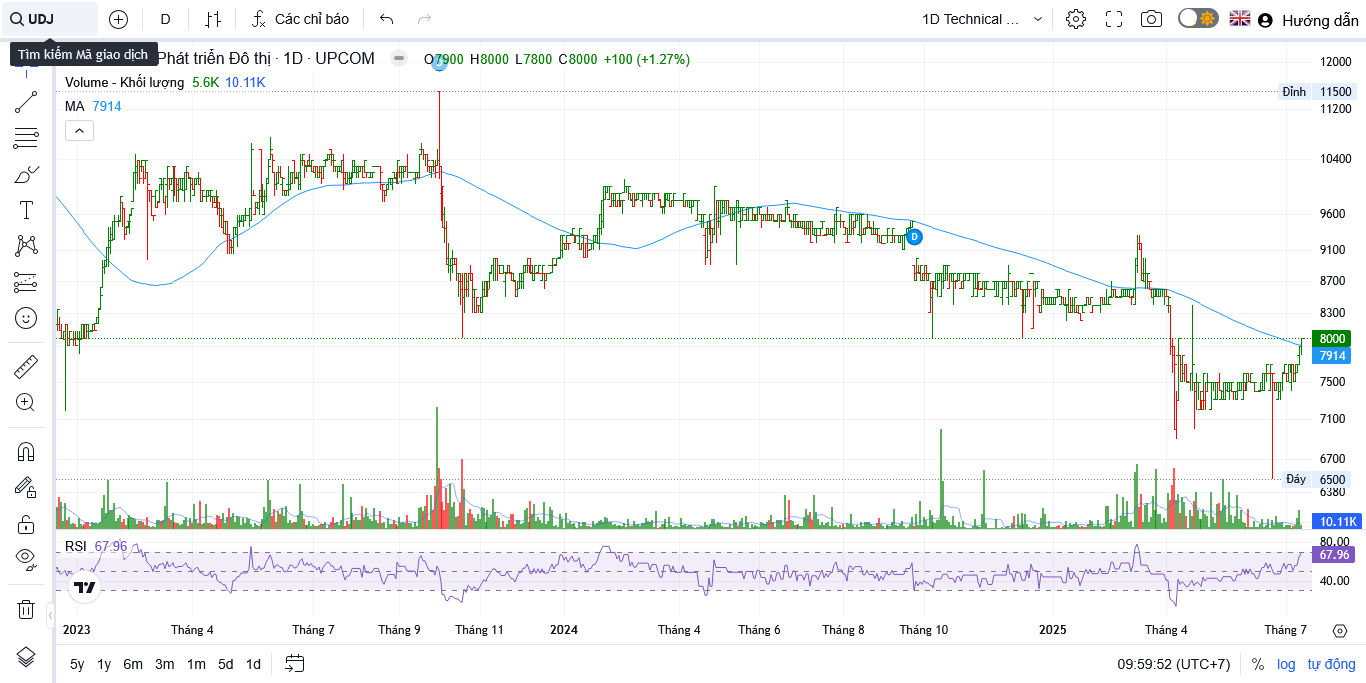 UDJ D Các chỉ báo 1D Technical ... Hướng dẫn
Tìm kiếm Mã giao dịch
Phát triển Đô thị · 1D · UPCOM O7900 H8000 L7800 C8000 +100 (+1.27%)
Volume - Khối lượng 5.6K 10.11K
MA 7914
12000
Đỉnh 11500
11200
10400
9600
D
9100
8700
8300
8000
7914
7500
7100
6700
Đáy 6500
6380
10.11K
RSI 67.96
80.00
67.96
40.00
2023 Tháng 4 Tháng 7 Tháng 9 Tháng 11 2024 Tháng 4 Tháng 6 Tháng 8 Tháng 10 2025 Tháng 4 Tháng 7
5y 1y 6m 3m 1m 5d 1d 09:59:52 (UTC+7) % log tự động